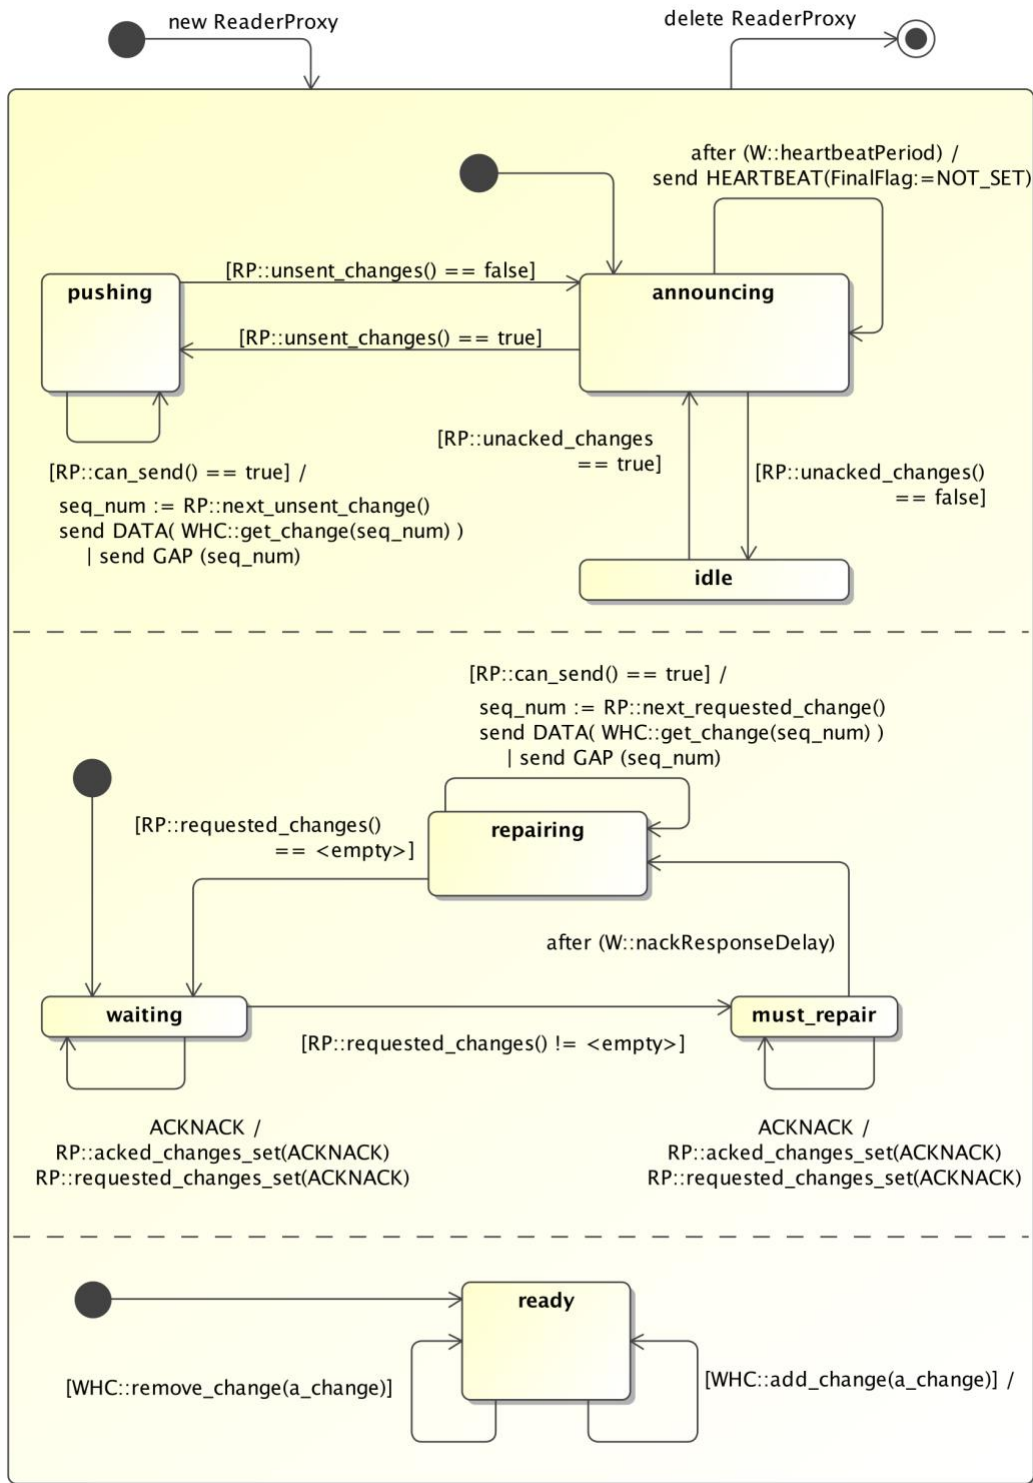 new ReaderProxy
delete ReaderProxy
after (W::heartbeatPeriod) /
send HEARTBEAT(FinalFlag:=NOT_SET)
[RP::unsent_changes() == false]
pushing
announcing
[RP::unsent_changes() == true]
[RP::unacked_changes
== true]
[RP::unacked_changes()
== false]
[RP::can_send() == true] /
seq_num := RP::next_unsent_change()
send DATA( WHC::get_change(seq_num) )
| send GAP (seq_num)
idle
[RP::can_send() == true] /
seq_num := RP::next_requested_change()
send DATA( WHC::get_change(seq_num) )
| send GAP (seq_num)
[RP::requested_changes()
== <empty>]
repairing
after (W::nackResponseDelay)
waiting
must_repair
[RP::requested_changes() != <empty>]
ACKNACK /
RP::acked_changes_set(ACKNACK)
RP::requested_changes_set(ACKNACK)
ACKNACK /
RP::acked_changes_set(ACKNACK)
RP::requested_changes_set(ACKNACK)
ready
[WHC::remove_change(a_change)]
[WHC::add_change(a_change)] /